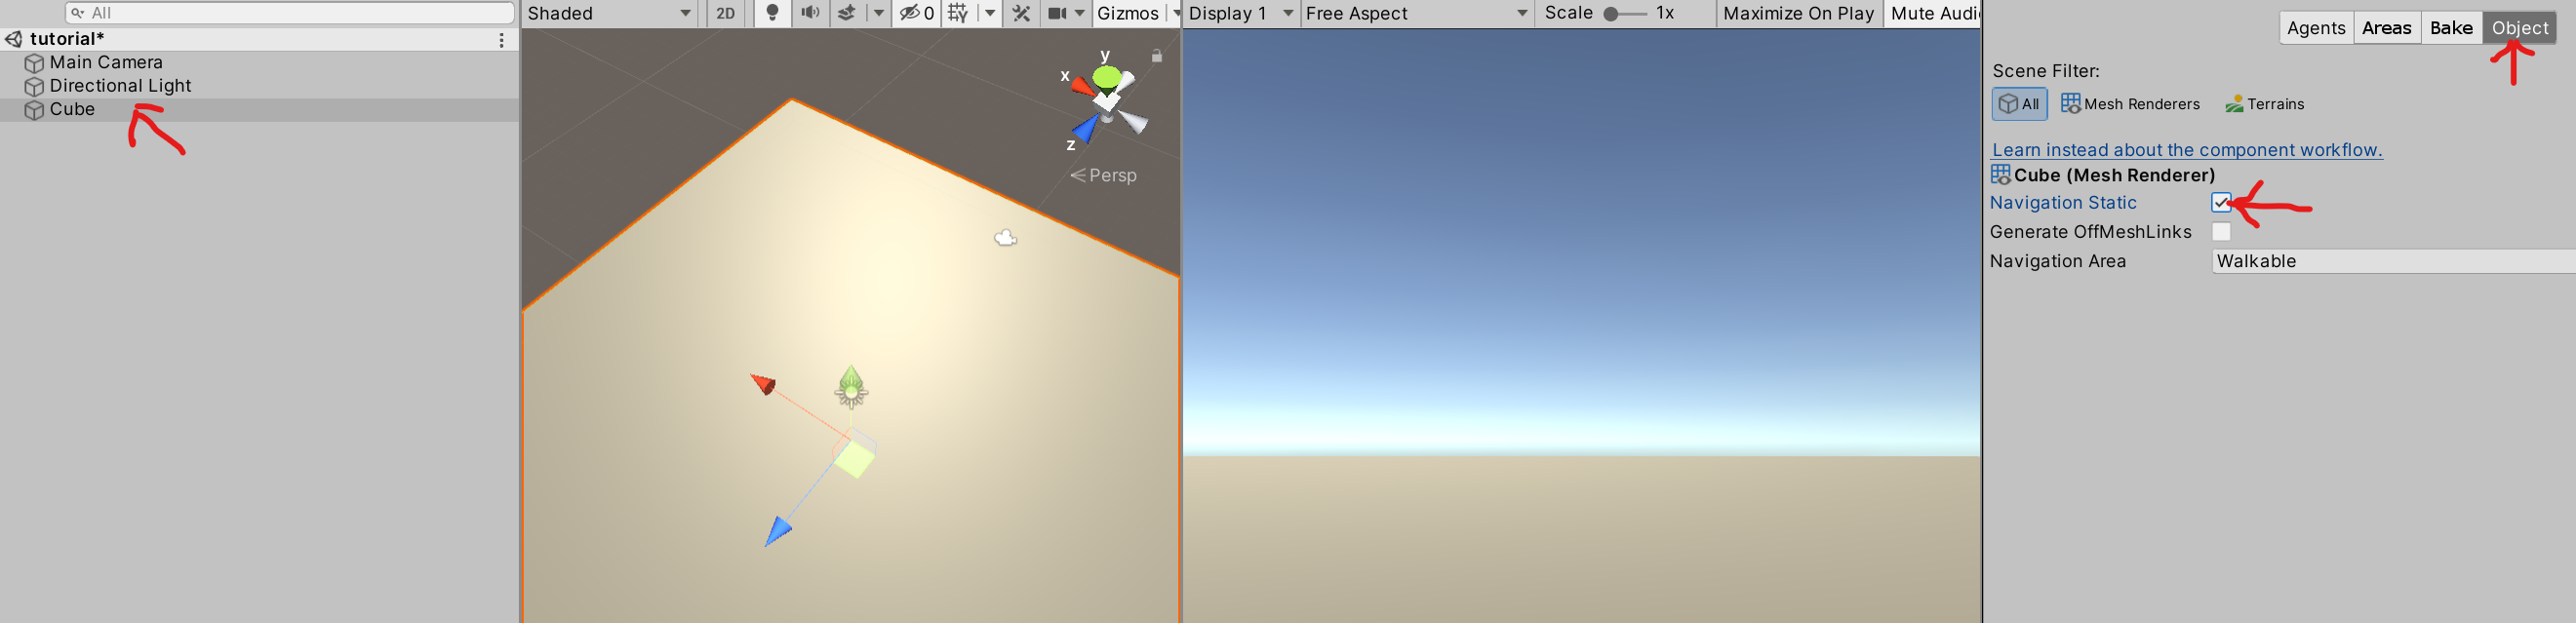 All
tutorial*
Main Camera
Directional Light
Cube
Shaded
2D
0
Gizmos
y
x
z
Persp
Display 1
Free Aspect
Scale
1x
Maximize On Play
Mute Audi
Agents
Areas
Bake
Object
Scene Filter:
All
Mesh Renderers
Terrains
Learn instead about the component workflow.
Cube (Mesh Renderer)
Navigation Static
Generate OffMeshLinks
Navigation Area
Walkable